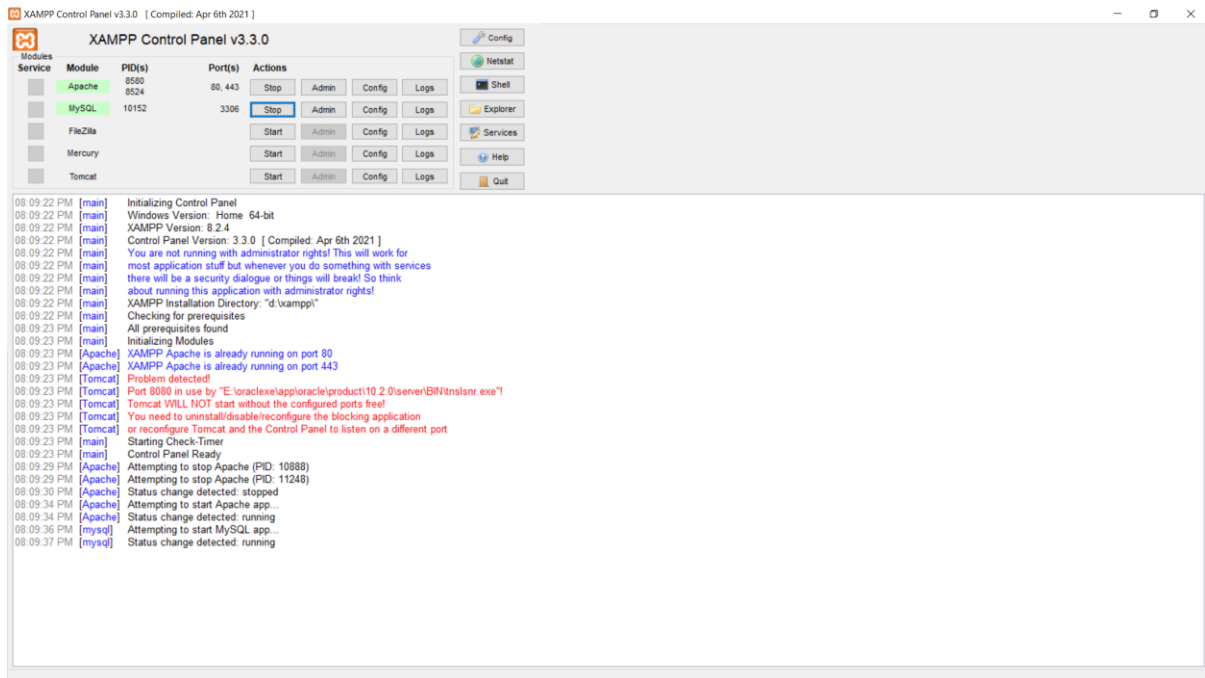 XAMPP Control Panel v3.3.0 [ Compiled: Apr 6th 2021 ]
XAMPP Control Panel v3.3.0
Config
Modules
Service Module PID(s) Port(s) Actions
Netstat
Apache 8580 8524 80, 443 Stop Admin Config Logs
Shell
MySQL 10152 3306 Stop Admin Config Logs
Explorer
FileZilla Start Admin Config Logs
Services
Mercury Start Admin Config Logs
Help
Tomcat Start Admin Config Logs
Quit
08:09:22 PM [main] Initializing Control Panel
08:09:22 PM [main] Windows Version: Home 64-bit
08:09:22 PM [main] XAMPP Version: 8.2.4
08:09:22 PM [main] Control Panel Version: 3.3.0 [ Compiled: Apr 6th 2021 ]
08:09:22 PM [main] You are not running with administrator rights! This will work for
08:09:22 PM [main] most application stuff but whenever you do something with services
08:09:22 PM [main] there will be a security dialogue or things will break! So think
08:09:22 PM [main] about running this application with administrator rights!
08:09:22 PM [main] XAMPP Installation Directory: "d:\xampp\"
08:09:22 PM [main] Checking for prerequisites
08:09:23 PM [main] All prerequisites found
08:09:23 PM [main] Initializing Modules
08:09:23 PM [Apache] XAMPP Apache is already running on port 80
08:09:23 PM [Apache] XAMPP Apache is already running on port 443
08:09:23 PM [Tomcat] Problem detected!
08:09:23 PM [Tomcat] Port 8080 in use by "E:\oraclexe\app\oracle\product\10.2.0\server\BIN\tnslsnr.exe"!
08:09:23 PM [Tomcat] Tomcat WILL NOT start without the configured ports free!
08:09:23 PM [Tomcat] You need to uninstall/disable/reconfigure the blocking application
08:09:23 PM [Tomcat] or reconfigure Tomcat and the Control Panel to listen on a different port
08:09:23 PM [main] Starting Check-Timer
08:09:23 PM [main] Control Panel Ready
08:09:29 PM [Apache] Attempting to stop Apache (PID: 10888)
08:09:29 PM [Apache] Attempting to stop Apache (PID: 11248)
08:09:30 PM [Apache] Status change detected: stopped
08:09:34 PM [Apache] Attempting to start Apache app...
08:09:34 PM [Apache] Status change detected: running
08:09:36 PM [mysql] Attempting to start MySQL app...
08:09:37 PM [mysql] Status change detected: running